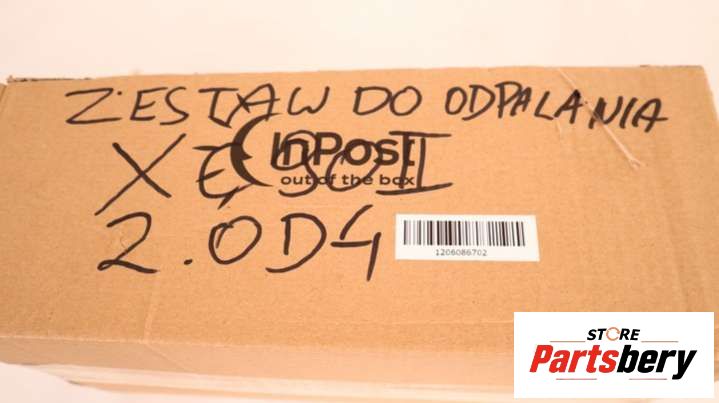 ZESTAW DO ODPALANIA
InPost
out of the box
2.0D4
1206086702
STORE
Partsbery